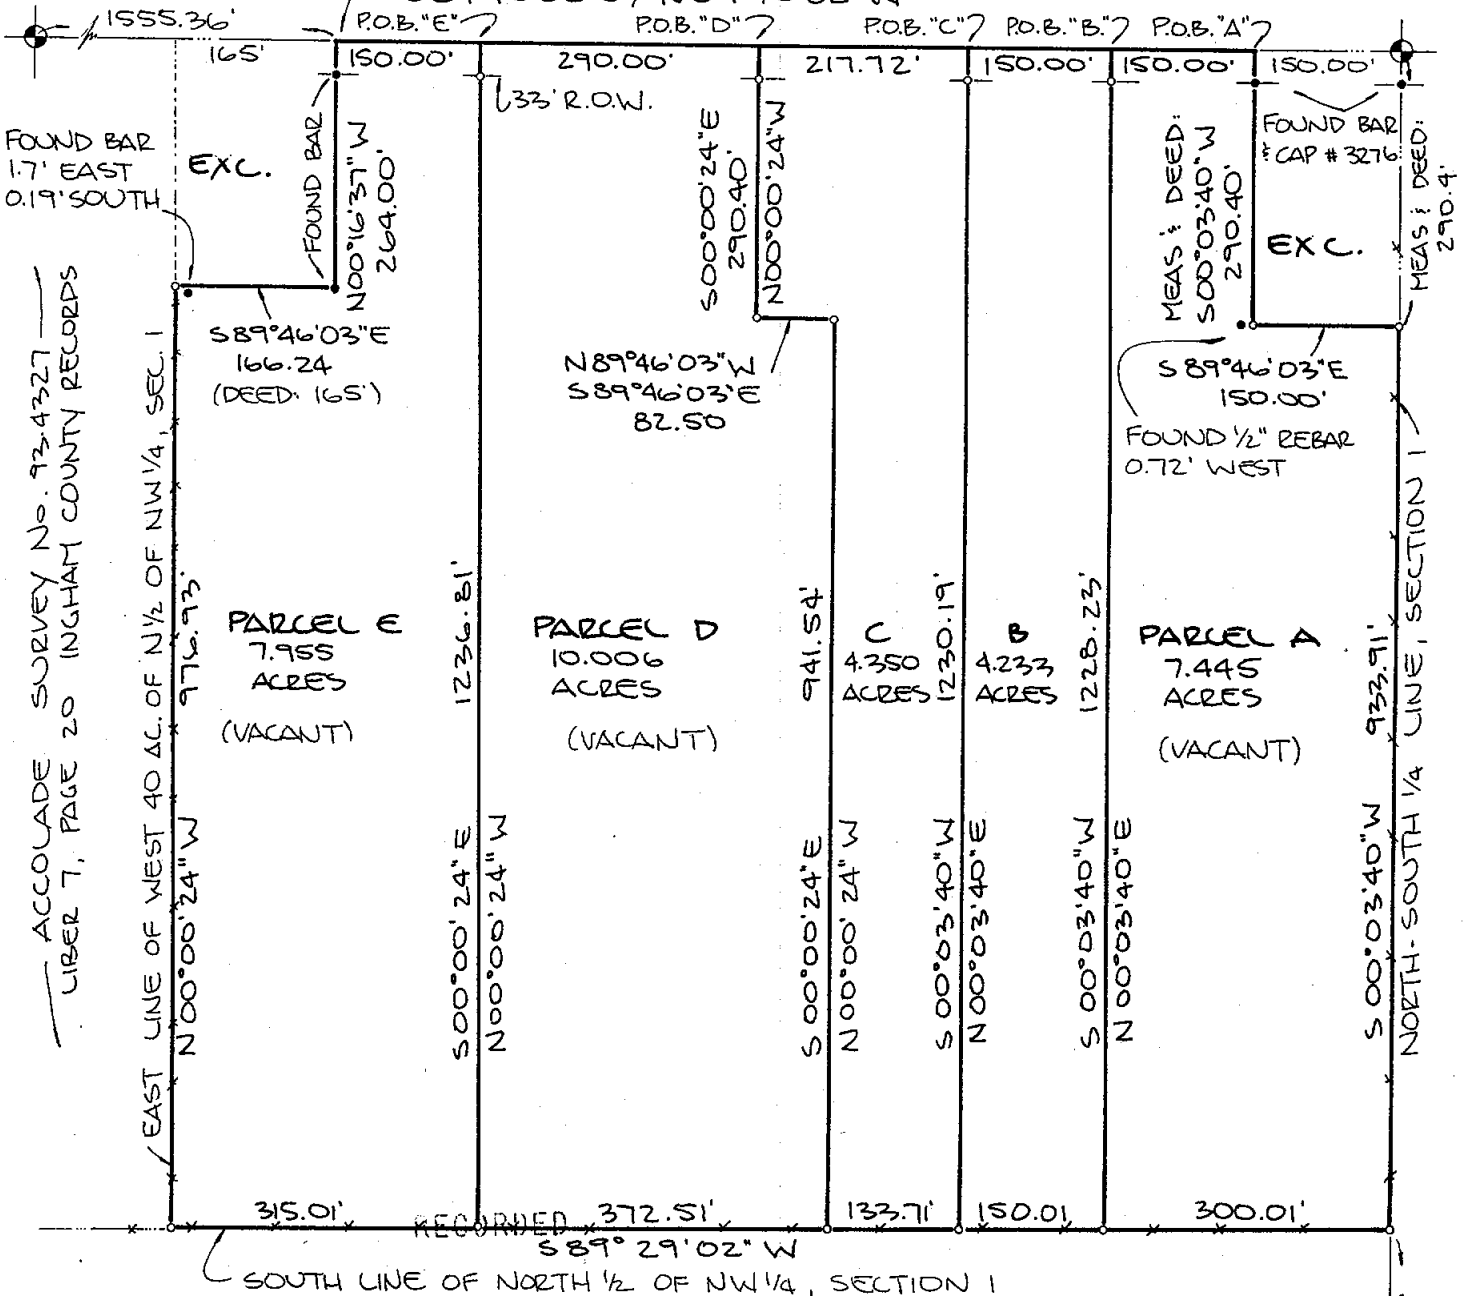 1555.36'
P.O.B. "E"
P.O.B. "D"
P.O.B. "C"
P.O.B. "B"
P.O.B. "A"
165'
150.00'
290.00'
217.72'
150.00'
150.00'
150.00'
33' R.O.W.
FOUND BAR
1.7' EAST
0.19' SOUTH
EXC.
FOUND BAR
N00°16'37"W
264.00'
S00°00'24"E
290.40'
N00°00'24"W
MEAS & DEED:
S00°03'40"W
290.40'
FOUND BAR
& CAP #3276
EXC.
MEAS & DEED:
290.4'
S89°46'03"E
166.24
(DEED: 165')
N89°46'03"W
S89°46'03"E
82.50
S89°46'03"E
150.00'
FOUND 1/2" REBAR
0.72' WEST
ACCOLADE SURVEY No. 93-4327
LIBER 7, PAGE 20 INGHAM COUNTY RECORDS
EAST LINE OF WEST 40 AC. OF N1/2 OF NW1/4, SEC. 1
976.93'
N00°00'24"W
PARCEL E
7.955
ACRES
(VACANT)
1236.81'
S00°00'24"E
N00°00'24"W
PARCEL D
10.006
ACRES
(VACANT)
941.54'
S00°00'24"E
N00°00'24"W
C
4.350
ACRES
1230.19'
S00°03'40"W
N00°03'40"E
B
4.233
ACRES
1228.23'
S00°03'40"W
N00°03'40"E
PARCEL A
7.445
ACRES
(VACANT)
933.91'
S00°03'40"W
NORTH-SOUTH 1/4 LINE, SECTION 1
315.01'
RECORDED
372.51'
133.71'
150.01
300.01'
S89°29'02"W
SOUTH LINE OF NORTH 1/2 OF NW1/4, SECTION 1